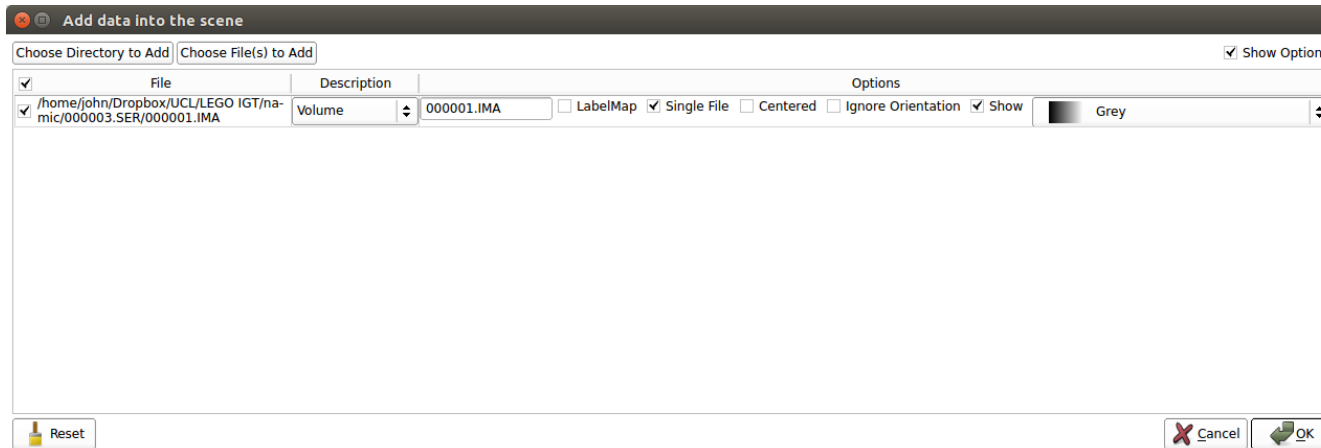 Add data into the scene
Choose Directory to Add Choose File(s) to Add Show Option
File Description Options
/home/john/Dropbox/UCL/LEGO IGT/na-
mic/000003.SER/000001.IMA
Volume 000001.IMA LabelMap Single File Centered Ignore Orientation Show Grey
Reset Cancel OK